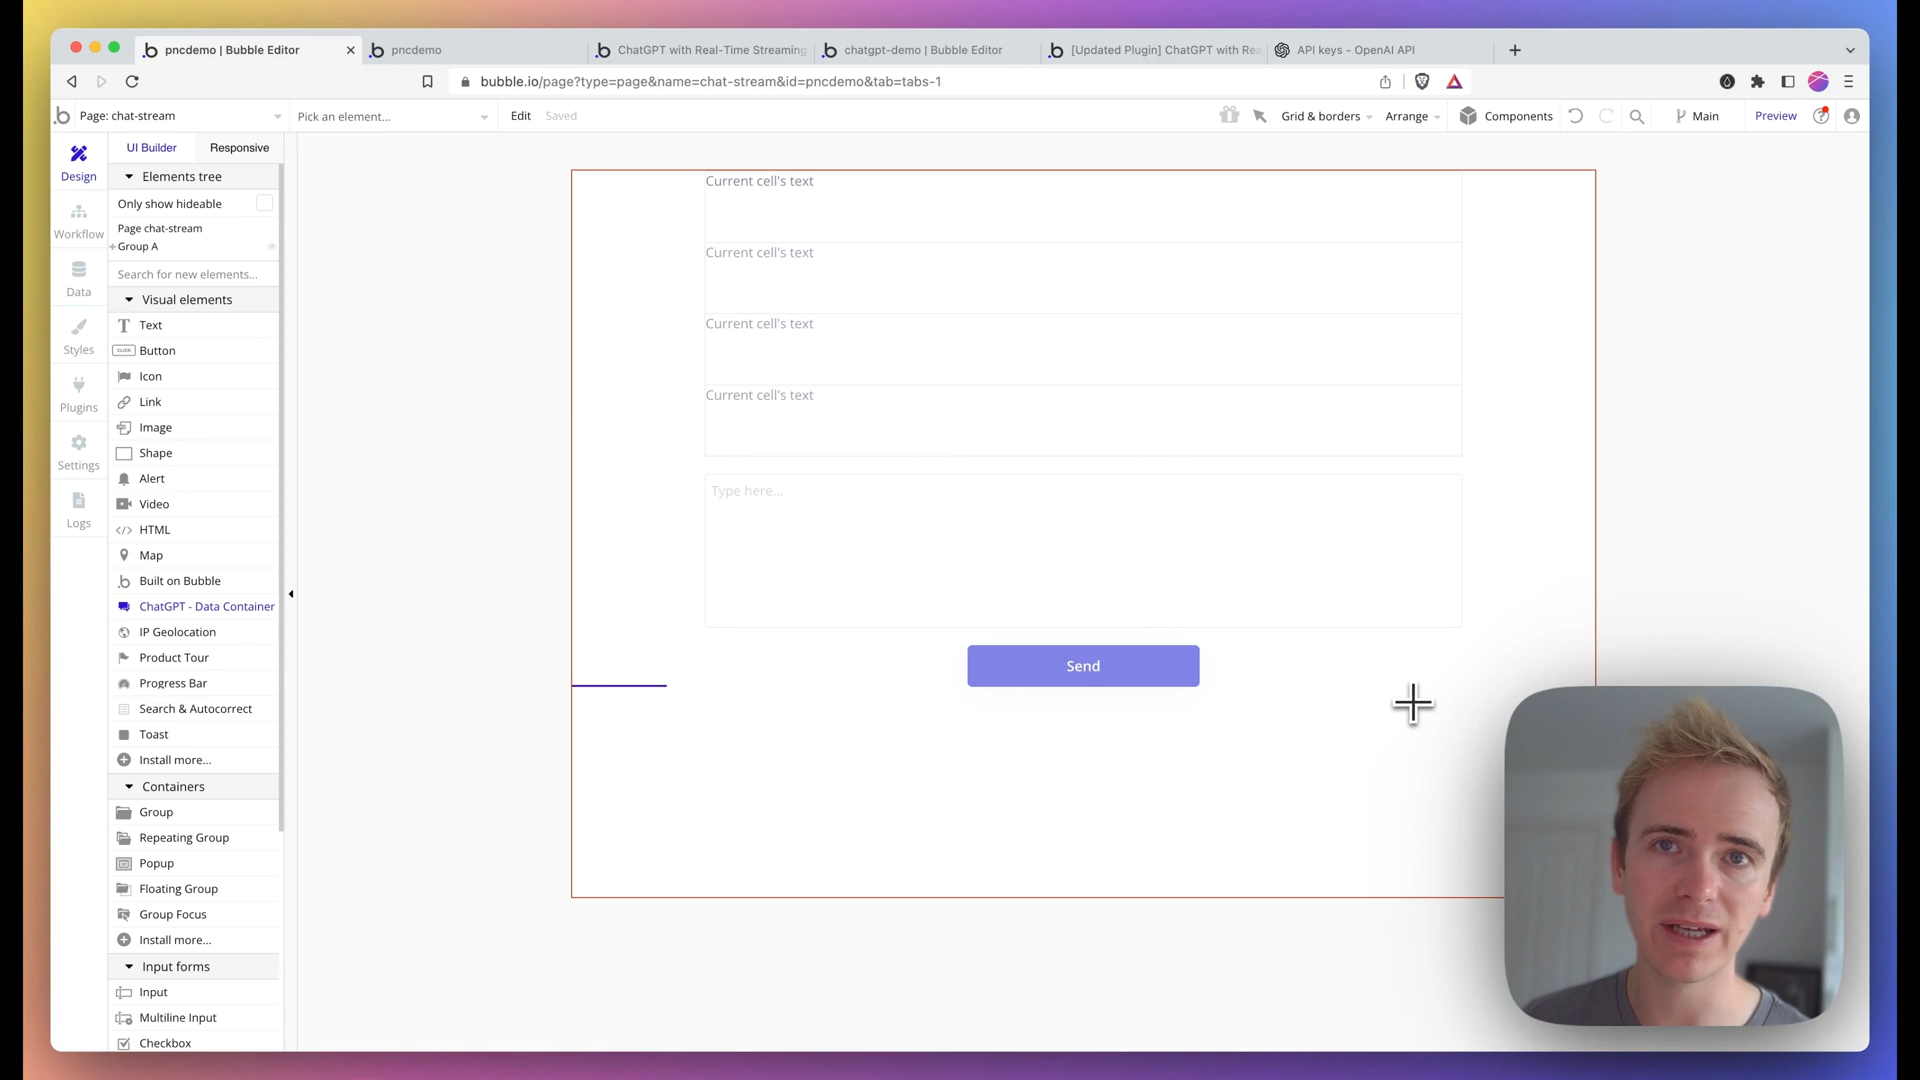 pncdemo | Bubble Editor
pncdemo
ChatGPT with Real-Time Streaming
chatgpt-demo | Bubble Editor
[Updated Plugin] ChatGPT with Rea
API keys - OpenAI API
bubble.io/page?type=page&name=chat-stream&id=pncdemo&tab=tabs-1
Page: chat-stream
Pick an element...
Edit
Saved
Grid & borders
Arrange
Components
Main
Preview
UI Builder
Responsive
Design
Workflow
Data
Styles
Plugins
Settings
Logs
Elements tree
Only show hideable
Page chat-stream
Group A
Search for new elements...
Visual elements
Text
CLICK
Button
Icon
Link
Image
Shape
Alert
Video
HTML
Map
Built on Bubble
ChatGPT - Data Container
IP Geolocation
Product Tour
Progress Bar
Search & Autocorrect
Toast
Install more...
Containers
Group
Repeating Group
Popup
Floating Group
Group Focus
Install more...
Input forms
Input
Multiline Input
Checkbox
Current cell's text
Current cell's text
Current cell's text
Current cell's text
Type here...
Send